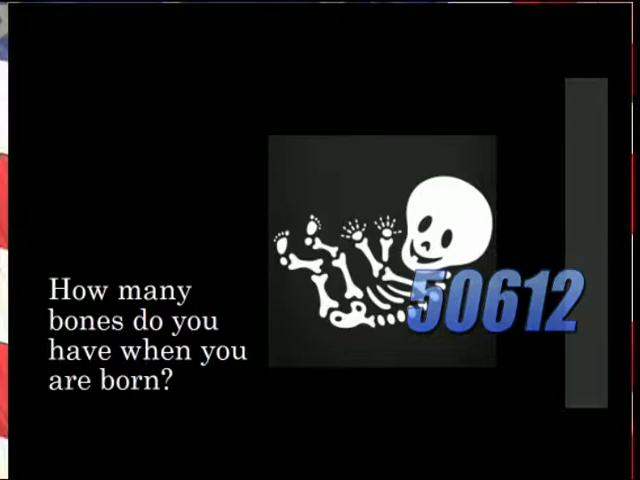 How many
bones do you
have when you
are born?
50612